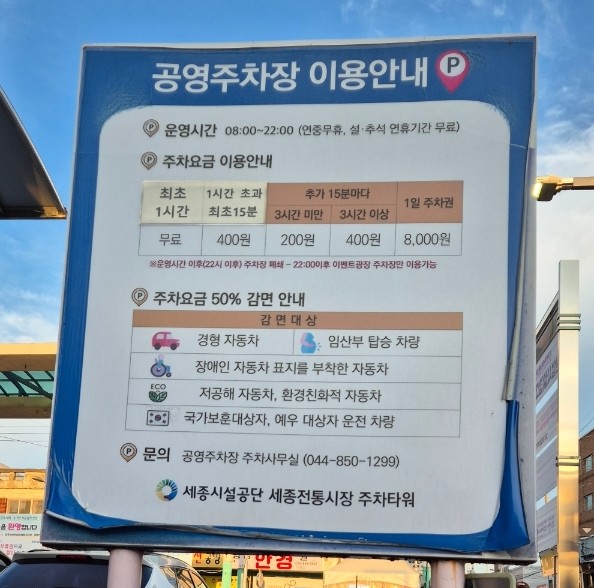 공영주차장 이용안내 P
P 운영시간 08:00~22:00 (연중무휴, 설·추석 연휴기간 무료)
P 주차요금 이용안내
최초 1시간 초과 추가 15분마다 1일 주차권
1시간 최초15분 3시간 미만 3시간 이상
무료 400원 200원 400원 8,000원
※운영시간 이후(22시 이후) 주차장 폐쇄 - 22:00이후 이벤트광장 주차장만 이용가능
P 주차요금 50% 감면 안내
감 면 대 상
경형 자동차 임산부 탑승 차량
장애인 자동차 표지를 부착한 자동차
ECO 저공해 자동차, 환경친화적 자동차
국가보훈대상자, 예우 대상자 운전 차량
P 문의 공영주차장 주차사무실 (044-850-1299)
세종시설공단 세종전통시장 주차타워
환영합니다